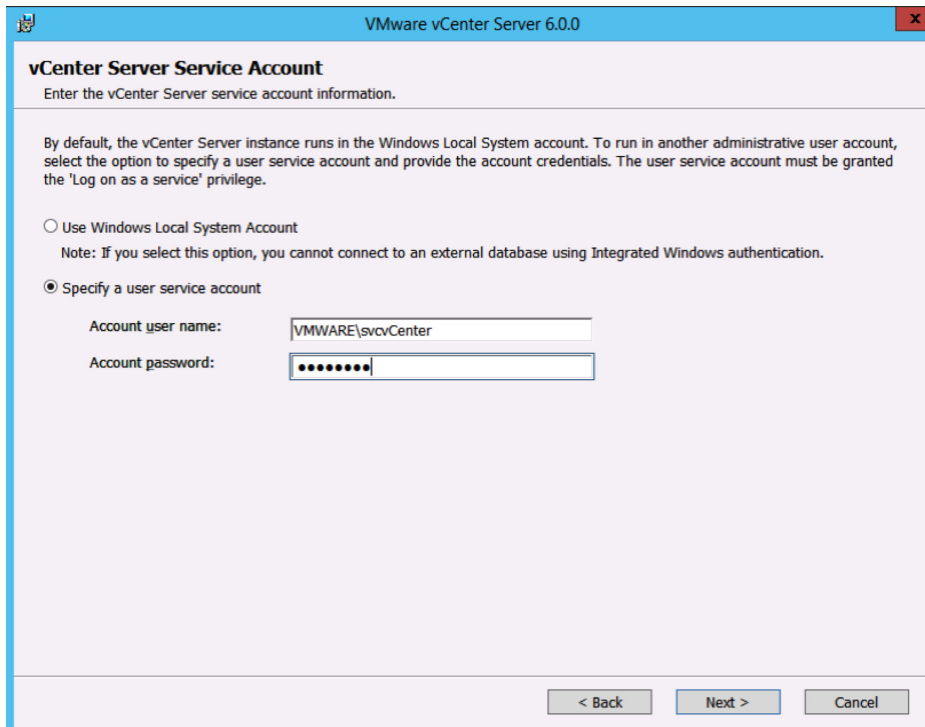 VMware vCenter Server 6.0.0
x
vCenter Server Service Account
Enter the vCenter Server service account information.
By default, the vCenter Server instance runs in the Windows Local System account. To run in another administrative user account,
select the option to specify a user service account and provide the account credentials. The user service account must be granted
the 'Log on as a service' privilege.
Use Windows Local System Account
Note: If you select this option, you cannot connect to an external database using Integrated Windows authentication.
Specify a user service account
Account user name:
VMWARE\svcvCenter
Account password:
●●●●●●●●
< Back
Next >
Cancel